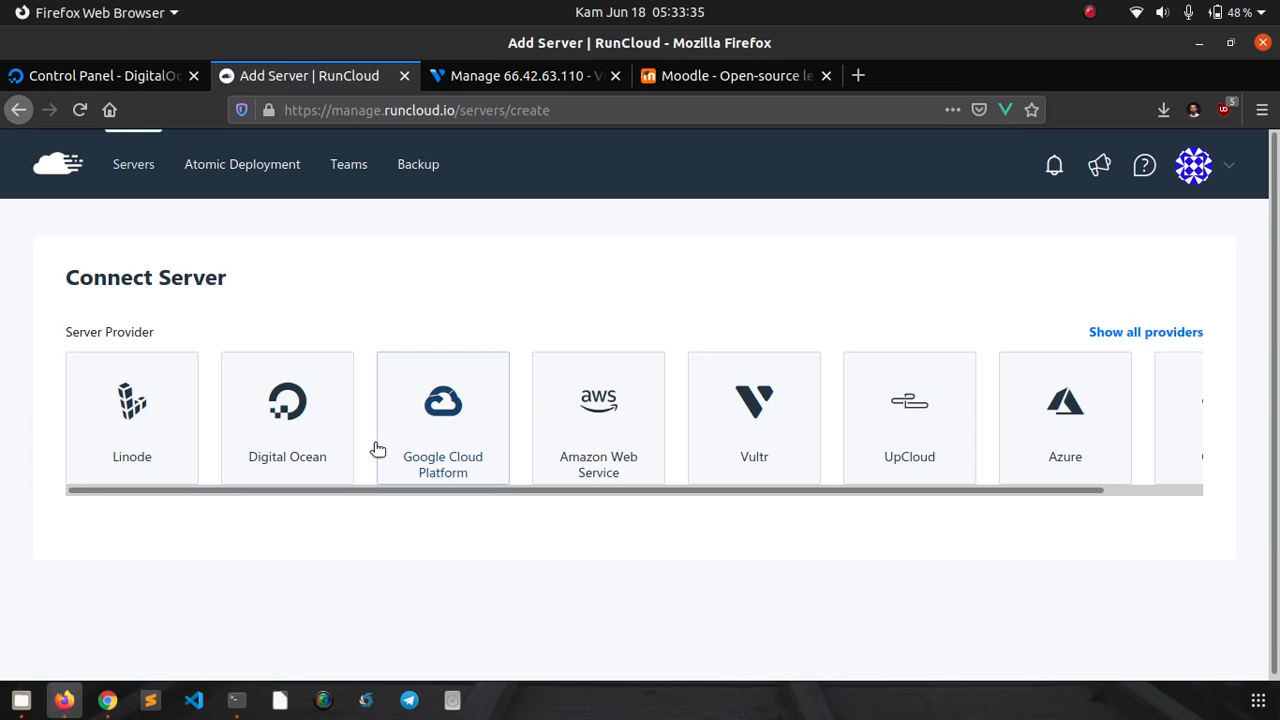 Firefox Web Browser
Kam Jun 18 05:33:35
48 %
Add Server | RunCloud - Mozilla Firefox
Control Panel - DigitalOc
Add Server | RunCloud
Manage 66.42.63.110 - V
Moodle - Open-source le
https://manage.runcloud.io/servers/create
5
Servers
Atomic Deployment
Teams
Backup
Connect Server
Server Provider
Show all providers
aws
Linode
Digital Ocean
Google Cloud Platform
Amazon Web Service
Vultr
UpCloud
Azure